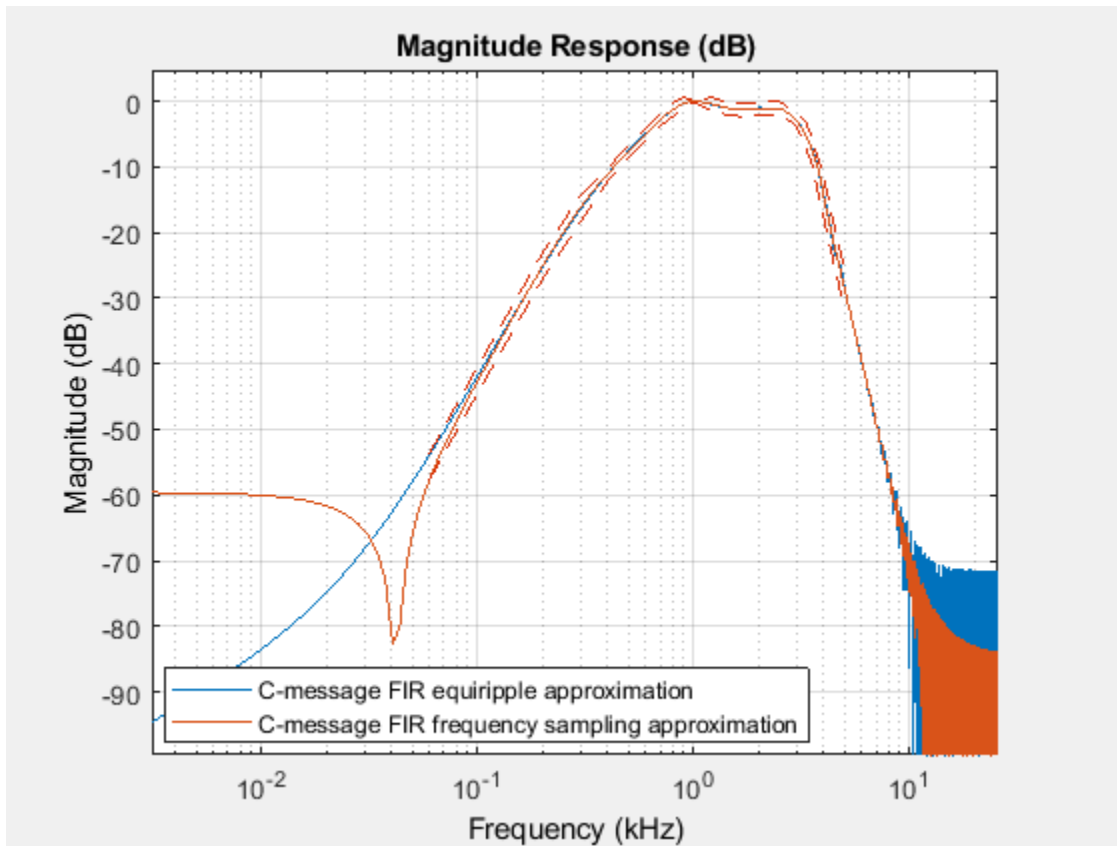 Magnitude Response (dB)
0
-10
-20
-30
-40
-50
-60
-70
-80
-90
Magnitude (dB)
C-message FIR equiripple approximation
C-message FIR frequency sampling approximation
10^-2
10^-1
10^0
10^1
Frequency (kHz)